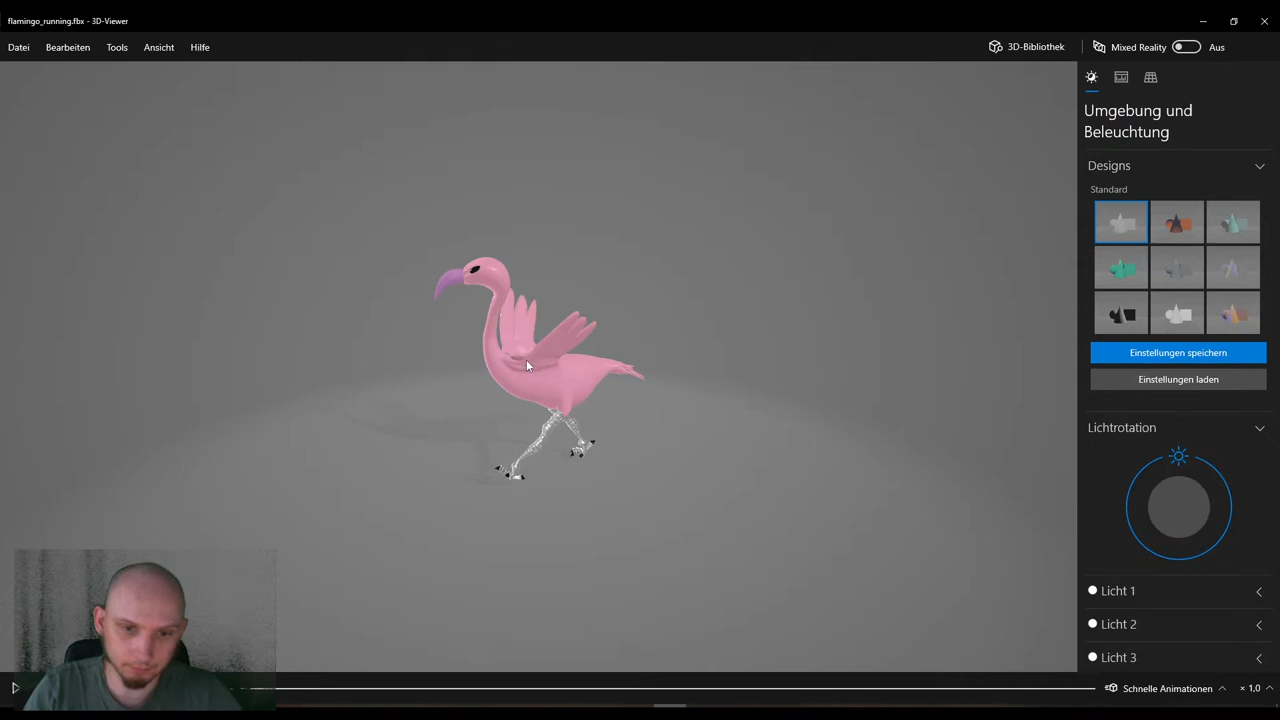 flamingo_running.fbx - 3D-Viewer
Datei Bearbeiten Tools Ansicht Hilfe 3D-Bibliothek Mixed Reality Aus
Umgebung und
Beleuchtung
Designs
Standard
Einstellungen speichern
Einstellungen laden
Lichtrotation
Licht 1
Licht 2
Licht 3
Schnelle Animationen × 1,0